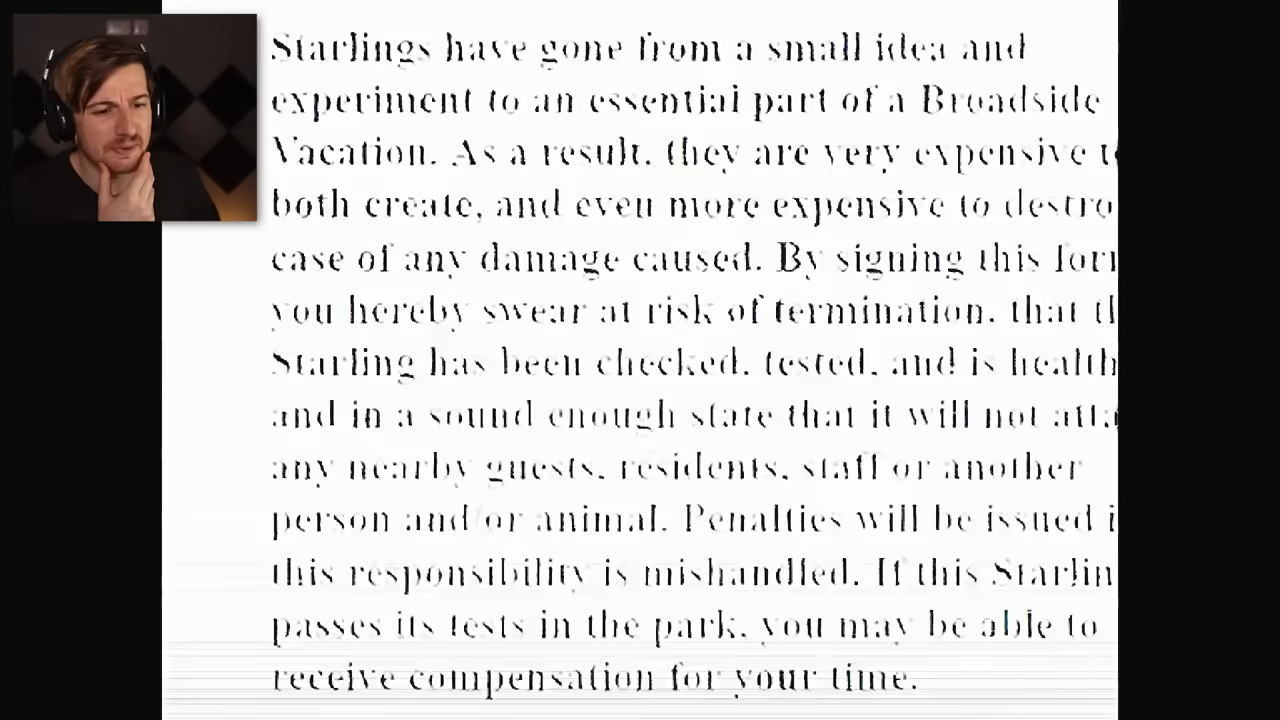 Starlings have gone from a small idea and
experiment to an essential part of a Broadside
Vacation. As a result, they are very expensive t
both create, and even more expensive to destro
case of any damage caused. By signing this for
you hereby swear at risk of termination, that t
Starling has been checked, tested, and is health
and in a sound enough state that it will not atta
any nearby guests, residents, staff or another
person and/or animal. Penalties will be issued i
this responsibility is mishandled. If this Starlin
passes its tests in the park, you may be able to
receive compensation for your time.